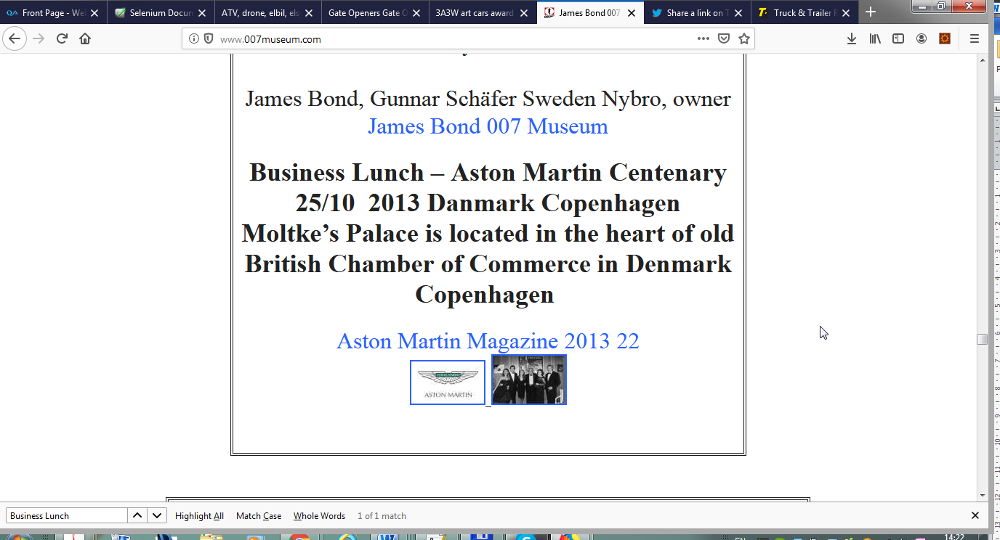 Front Page - Wel
Selenium Docum
ATV, drone, elbil, els
Gate Openers Gate O
3A3W art cars award
James Bond 007
Share a link on T
Truck & Trailer P
www.007museum.com
James Bond, Gunnar Schäfer Sweden Nybro, owner
James Bond 007 Museum
Business Lunch – Aston Martin Centenary
25/10 2013 Danmark Copenhagen
Moltke’s Palace is located in the heart of old
British Chamber of Commerce in Denmark
Copenhagen
Aston Martin Magazine 2013 22
ASTON MARTIN
Business Lunch
Highlight All
Match Case
Whole Words
1 of 1 match
14:22